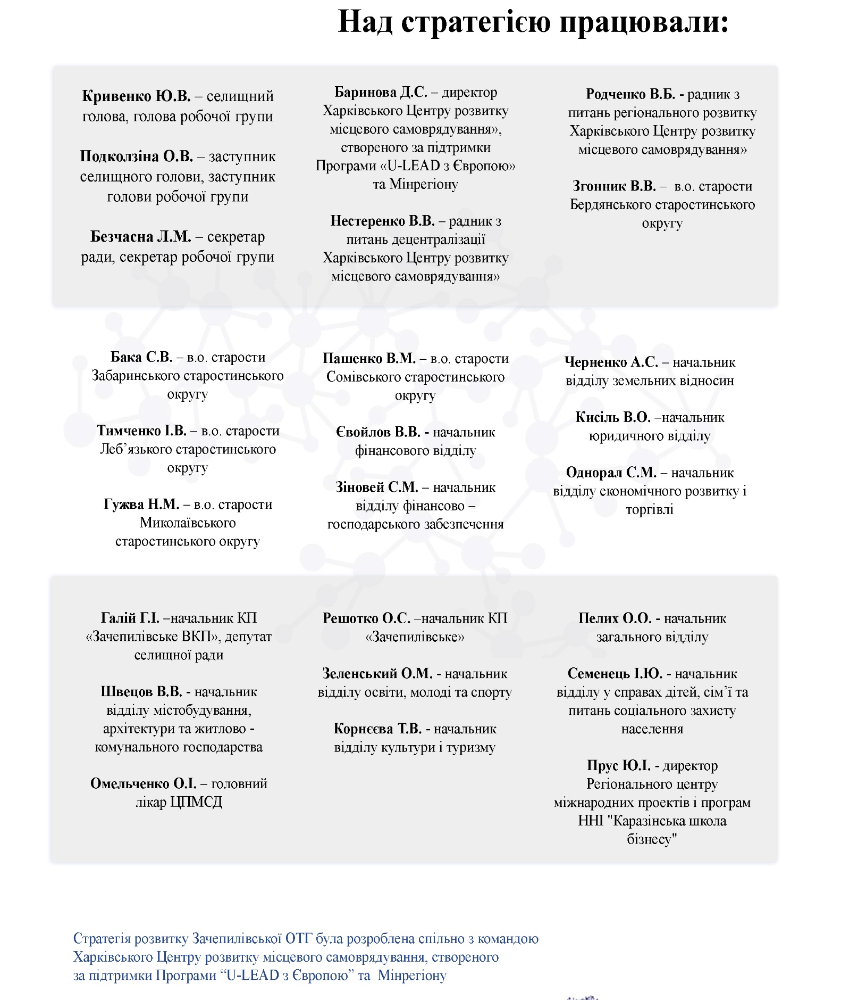 Над стратегією працювали:
Кривенко Ю.В. – селищний
голова, голова робочої групи
Подколзіна О.В. – заступник
селищного голови, заступник
голови робочої групи
Безчасна Л.М. – секретар
ради, секретар робочої групи
Баринова Д.С. – директор
Харківського Центру розвитку
місцевого самоврядування»,
створеного за підтримки
Програми «U-LEAD з Європою»
та Мінрегіону
Нестеренко В.В. – радник з
питань децентралізації
Харківського Центру розвитку
місцевого самоврядування»
Родченко В.Б. - радник з
питань регіонального розвитку
Харківського Центру розвитку
місцевого самоврядування»
Згонник В.В. – в.о. старости
Бердянського старостинського
округу
Бака С.В. – в.о. старости
Забаринського старостинського
округу
Тимченко І.В. – в.о. старости
Леб’язького старостинського
округу
Гужва Н.М. – в.о. старости
Миколаївського
старостинського округу
Пашенко В.М. – в.о. старости
Сомівського старостинського
округу
Євойлов В.В. - начальник
фінансового відділу
Зіновей С.М. – начальник
відділу фінансово –
господарського забезпечення
Черненко А.С. – начальник
відділу земельних відносин
Кисіль В.О. –начальник
юридичного відділу
Однорал С.М. – начальник
відділу економічного розвитку і
торгівлі
Галій Г.І. –начальник КП
«Зачепилівське ВКП», депутат
селищної ради
Швецов В.В. - начальник
відділу містобудування,
архітектури та житлово -
комунального господарства
Омельченко О.І. – головний
лікар ЦПМСД
Решотко О.С. –начальник КП
«Зачепилівське»
Зеленський О.М. - начальник
відділу освіти, молоді та спорту
Корнєєва Т.В. - начальник
відділу культури і туризму
Пелих О.О. - начальник
загального відділу
Семенець І.Ю. - начальник
відділу у справах дітей, сім’ї та
питань соціального захисту
населення
Прус Ю.І. - директор
Регіонального центру
міжнародних проектів і програм
ННІ "Каразінська школа
бізнесу"
Стратегія розвитку Зачепилівської ОТГ була розроблена спільно з командою
Харківського Центру розвитку місцевого самоврядування, створеного
за підтримки Програми “U-LEAD з Європою” та Мінрегіону